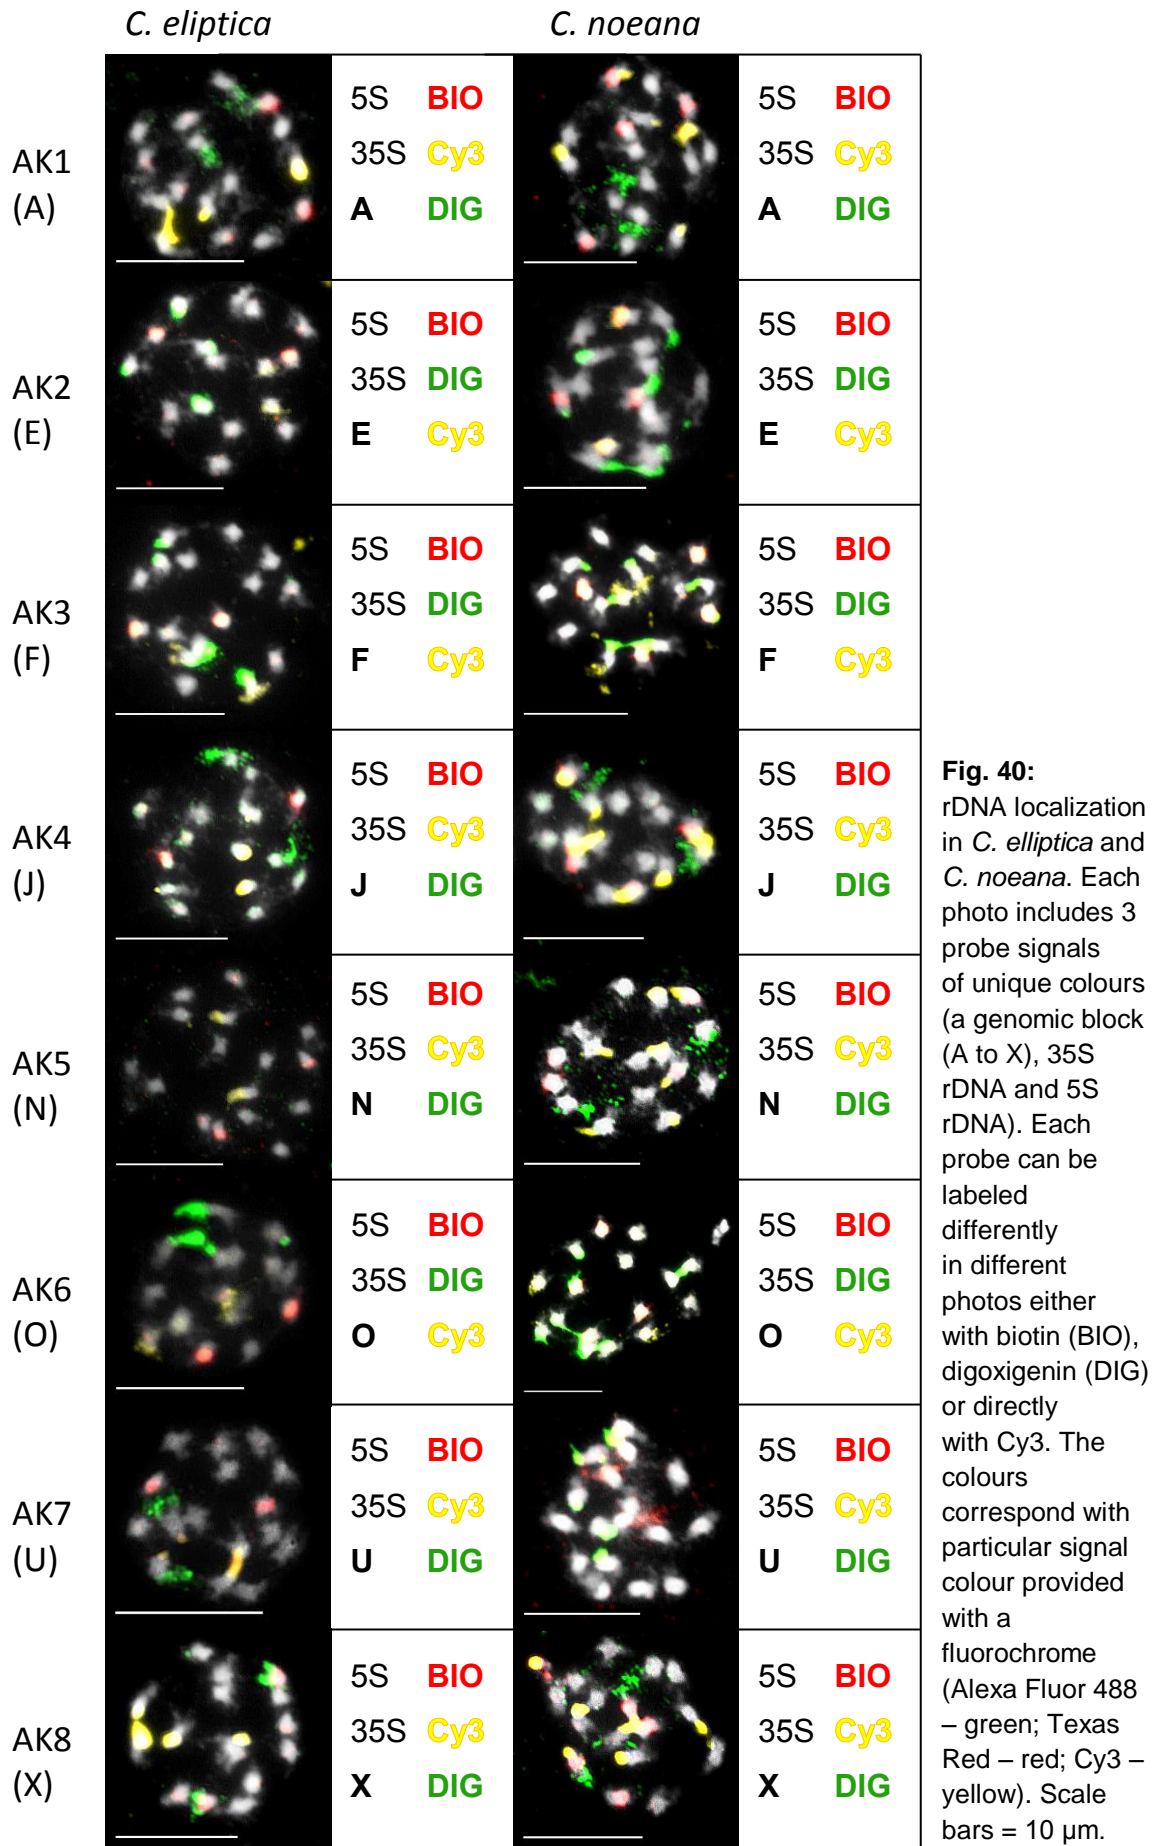 C. eliptica
C. noeana
AK1
(A)
5S BIO
35S Cy3
A DIG
5S BIO
35S Cy3
A DIG
AK2
(E)
5S BIO
35S DIG
E Cy3
5S BIO
35S DIG
E Cy3
AK3
(F)
5S BIO
35S DIG
F Cy3
5S BIO
35S DIG
F Cy3
AK4
(J)
5S BIO
35S Cy3
J DIG
5S BIO
35S Cy3
J DIG
AK5
(N)
5S BIO
35S Cy3
N DIG
5S BIO
35S Cy3
N DIG
AK6
(O)
5S BIO
35S DIG
O Cy3
5S BIO
35S DIG
O Cy3
AK7
(U)
5S BIO
35S Cy3
U DIG
5S BIO
35S Cy3
U DIG
AK8
(X)
5S BIO
35S Cy3
X DIG
5S BIO
35S Cy3
X DIG
Fig. 40:
rDNA localization
in C. elliptica and
C. noeana. Each
photo includes 3
probe signals
of unique colours
(a genomic block
(A to X), 35S
rDNA and 5S
rDNA). Each
probe can be
labeled
differently
in different
photos either
with biotin (BIO),
digoxigenin (DIG)
or directly
with Cy3. The
colours
correspond with
particular signal
colour provided
with a
fluorochrome
(Alexa Fluor 488
– green; Texas
Red – red; Cy3 –
yellow). Scale
bars = 10 µm.